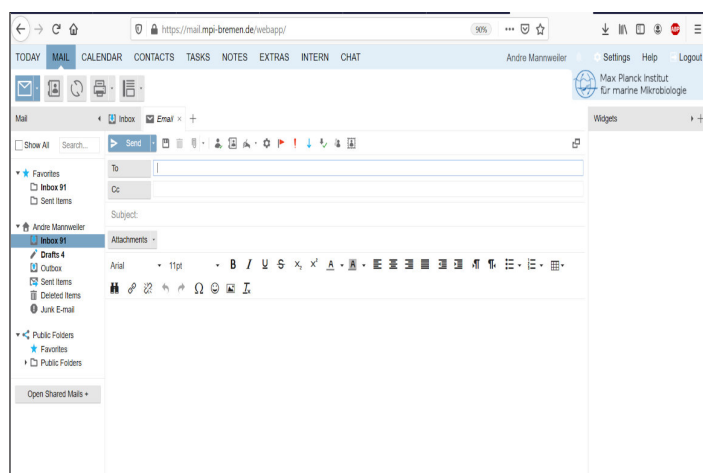 https://mail.mpi-bremen.de/webapp/ 90%
TODAY MAIL CALENDAR CONTACTS TASKS NOTES EXTRAS INTERN CHAT Andre Mannweiler Settings Help Logout
Max Planck Institut
für marine Mikrobiologie
Mail Inbox Email × + Widgets +
Show All Search... Send
To
Cc
Subject:
Attachments
Arial 11pt B I U S X₂ X² A A
Ω
Favorites
Inbox 91
Sent Items
Andre Mannweiler
Inbox 91
Drafts 4
Outbox
Sent Items
Deleted Items
Junk E-mail
Public Folders
Favorites
Public Folders
Open Shared Mails +